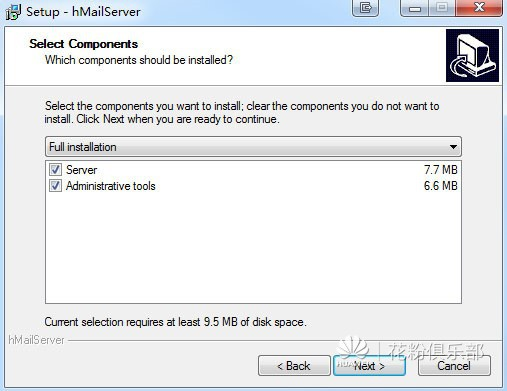 Setup - hMailServer
Select Components
Which components should be installed?
Select the components you want to install; clear the components you do not want to
install. Click Next when you are ready to continue.
Full installation
Server 7.7 MB
Administrative tools 6.6 MB
Current selection requires at least 9.5 MB of disk space.
hMailServer
花粉俱乐部
< Back
Next >
Cancel